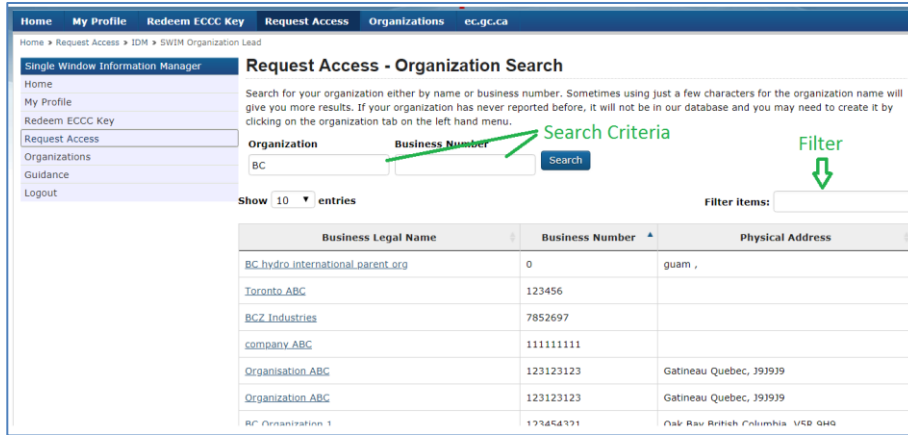 Home My Profile Redeem ECCC Key Request Access Organizations ec.gc.ca
Home » Request Access » IDM » SWIM Organization Lead
Single Window Information Manager
Home
My Profile
Redeem ECCC Key
Request Access
Organizations
Guidance
Logout
Request Access - Organization Search
Search for your organization either by name or business number. Sometimes using just a few characters for the organization name will
give you more results. If your organization has never reported before, it will not be in our database and you may need to create it by
clicking on the organization tab on the left hand menu.
Search Criteria
Filter
Organization Business Number
BC Search
Show 10 entries Filter items:
Business Legal Name Business Number Physical Address
BC hydro international parent org 0 guam ,
Toronto ABC 123456
BCZ Industries 7852697
company ABC 111111111
Organisation ABC 123123123 Gatineau Quebec, J9J9J9
Organization ABC 123123123 Gatineau Quebec, J9J9J9
BC Organization 1 123454321 Oak Bay British Columbia, V5R 9H9